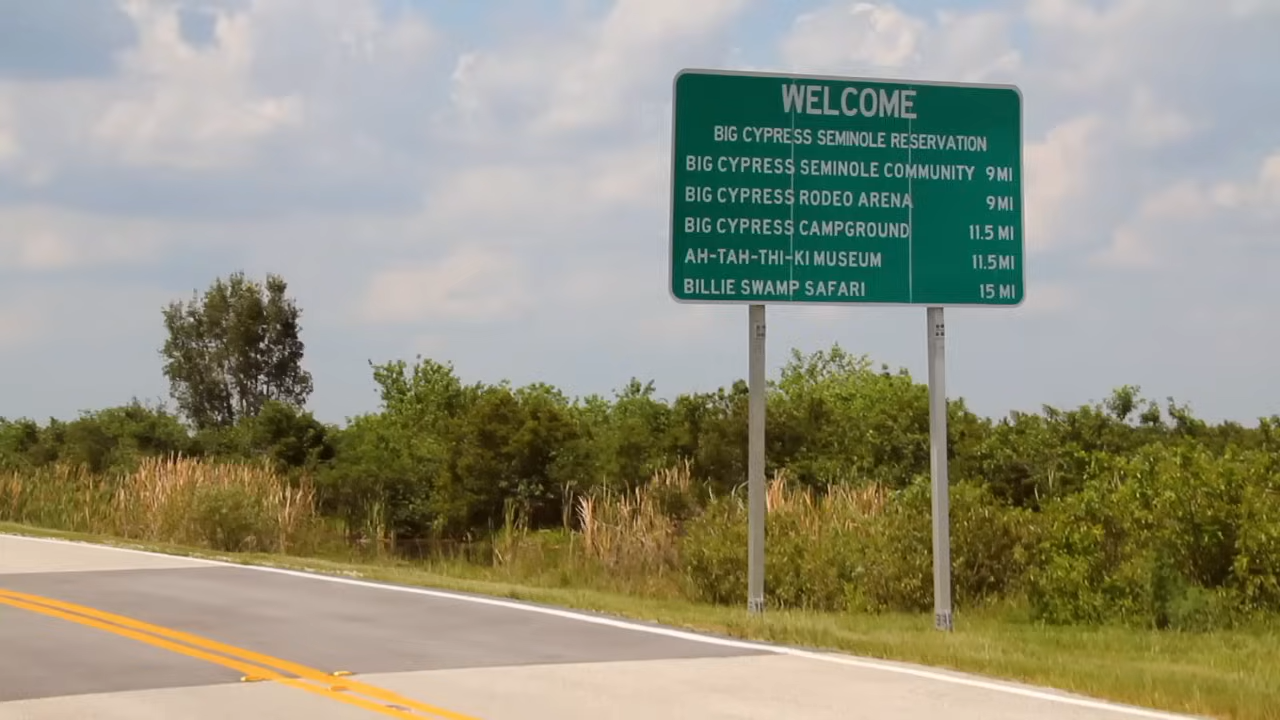 WELCOME
BIG CYPRESS SEMINOLE RESERVATION
BIG CYPRESS SEMINOLE COMMUNITY 9MI
BIG CYPRESS RODEO ARENA 9MI
BIG CYPRESS CAMPGROUND 11.5 MI
AH-TAH-THI-KI MUSEUM 11.5MI
BILLIE SWAMP SAFARI 15 MI